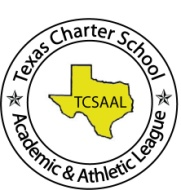 Texas Charter School
TCSAAL
Academic & Athletic League